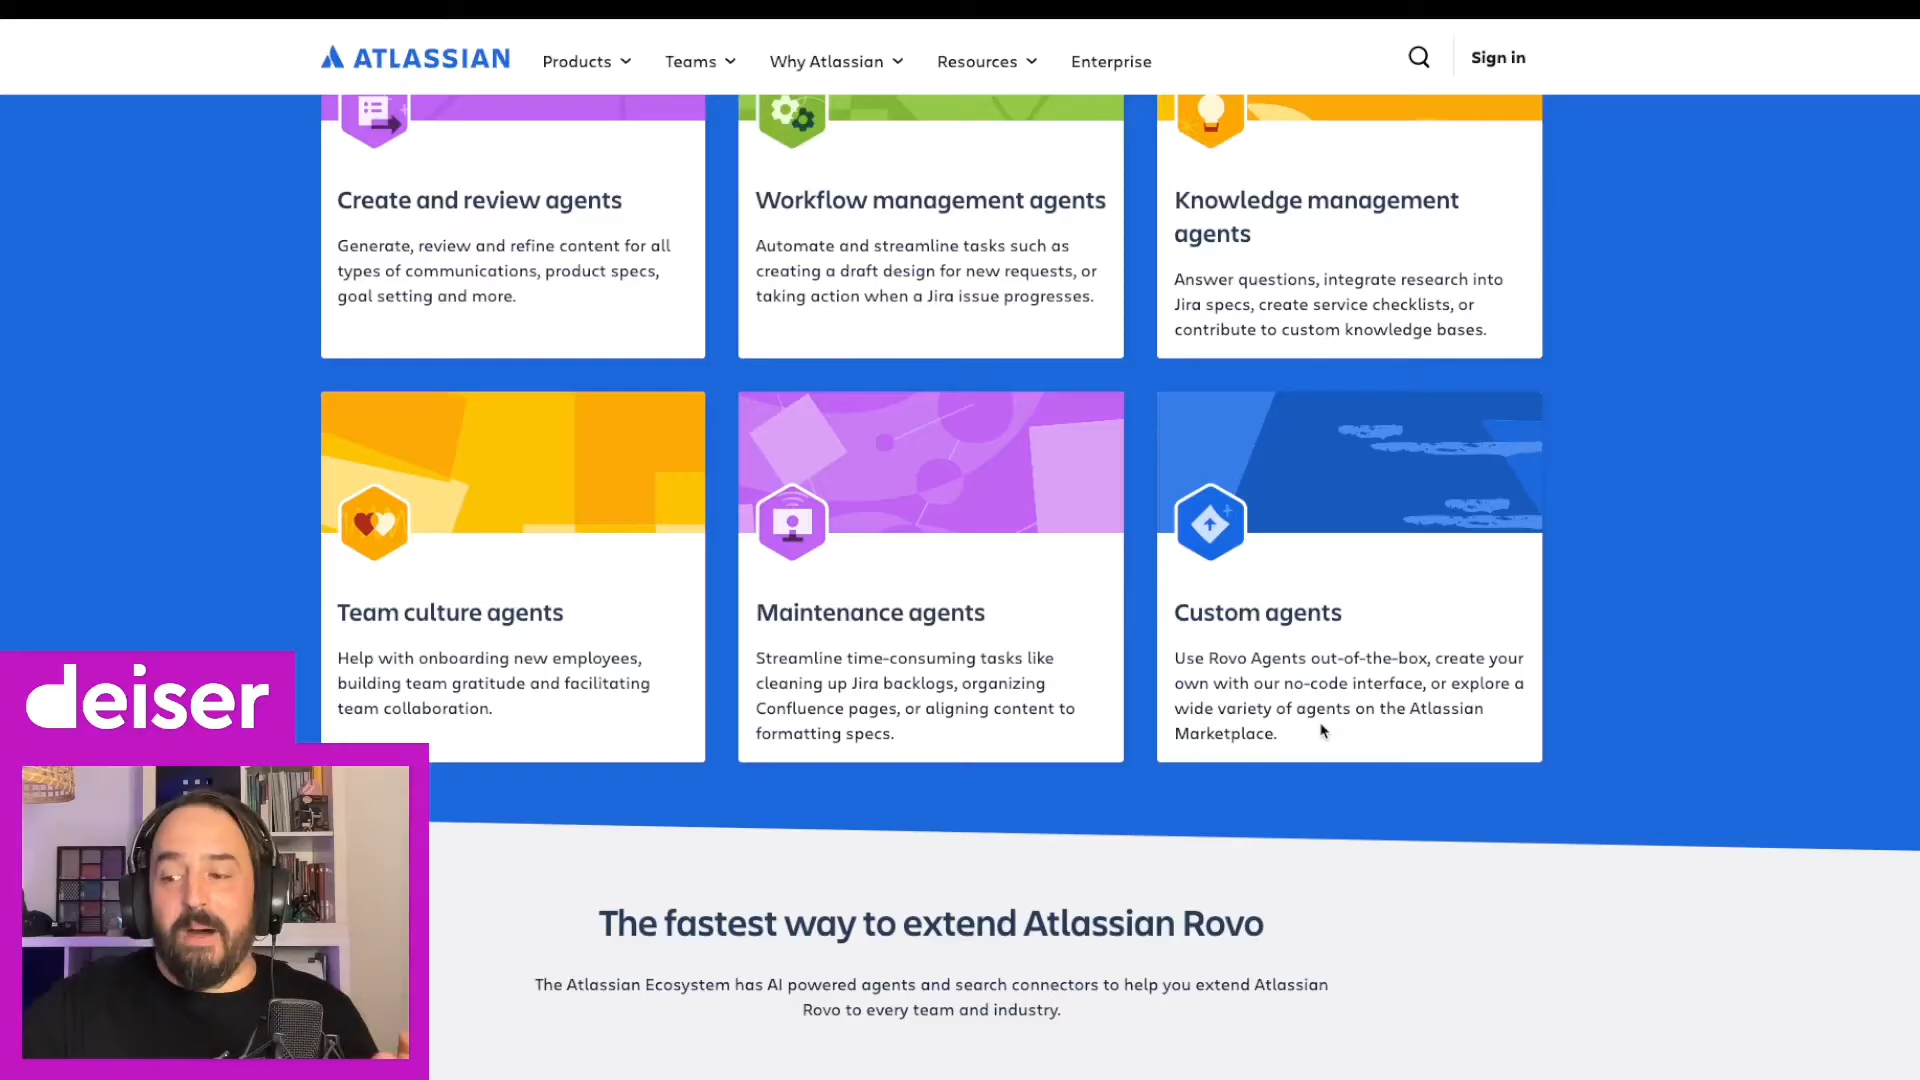 ATLASSIAN
Products
Teams
Why Atlassian
Resources
Enterprise
Sign in
Create and review agents
Generate, review and refine content for all
types of communications, product specs,
goal setting and more.
Workflow management agents
Automate and streamline tasks such as
creating a draft design for new requests, or
taking action when a Jira issue progresses.
Knowledge management
agents
Answer questions, integrate research into
Jira specs, create service checklists, or
contribute to custom knowledge bases.
Team culture agents
Help with onboarding new employees,
building team gratitude and facilitating
team collaboration.
Maintenance agents
Streamline time-consuming tasks like
cleaning up Jira backlogs, organizing
Confluence pages, or aligning content to
formatting specs.
Custom agents
Use Rovo Agents out-of-the-box, create your
own with our no-code interface, or explore a
wide variety of agents on the Atlassian
Marketplace.
deiser
The fastest way to extend Atlassian Rovo
The Atlassian Ecosystem has AI powered agents and search connectors to help you extend Atlassian
Rovo to every team and industry.